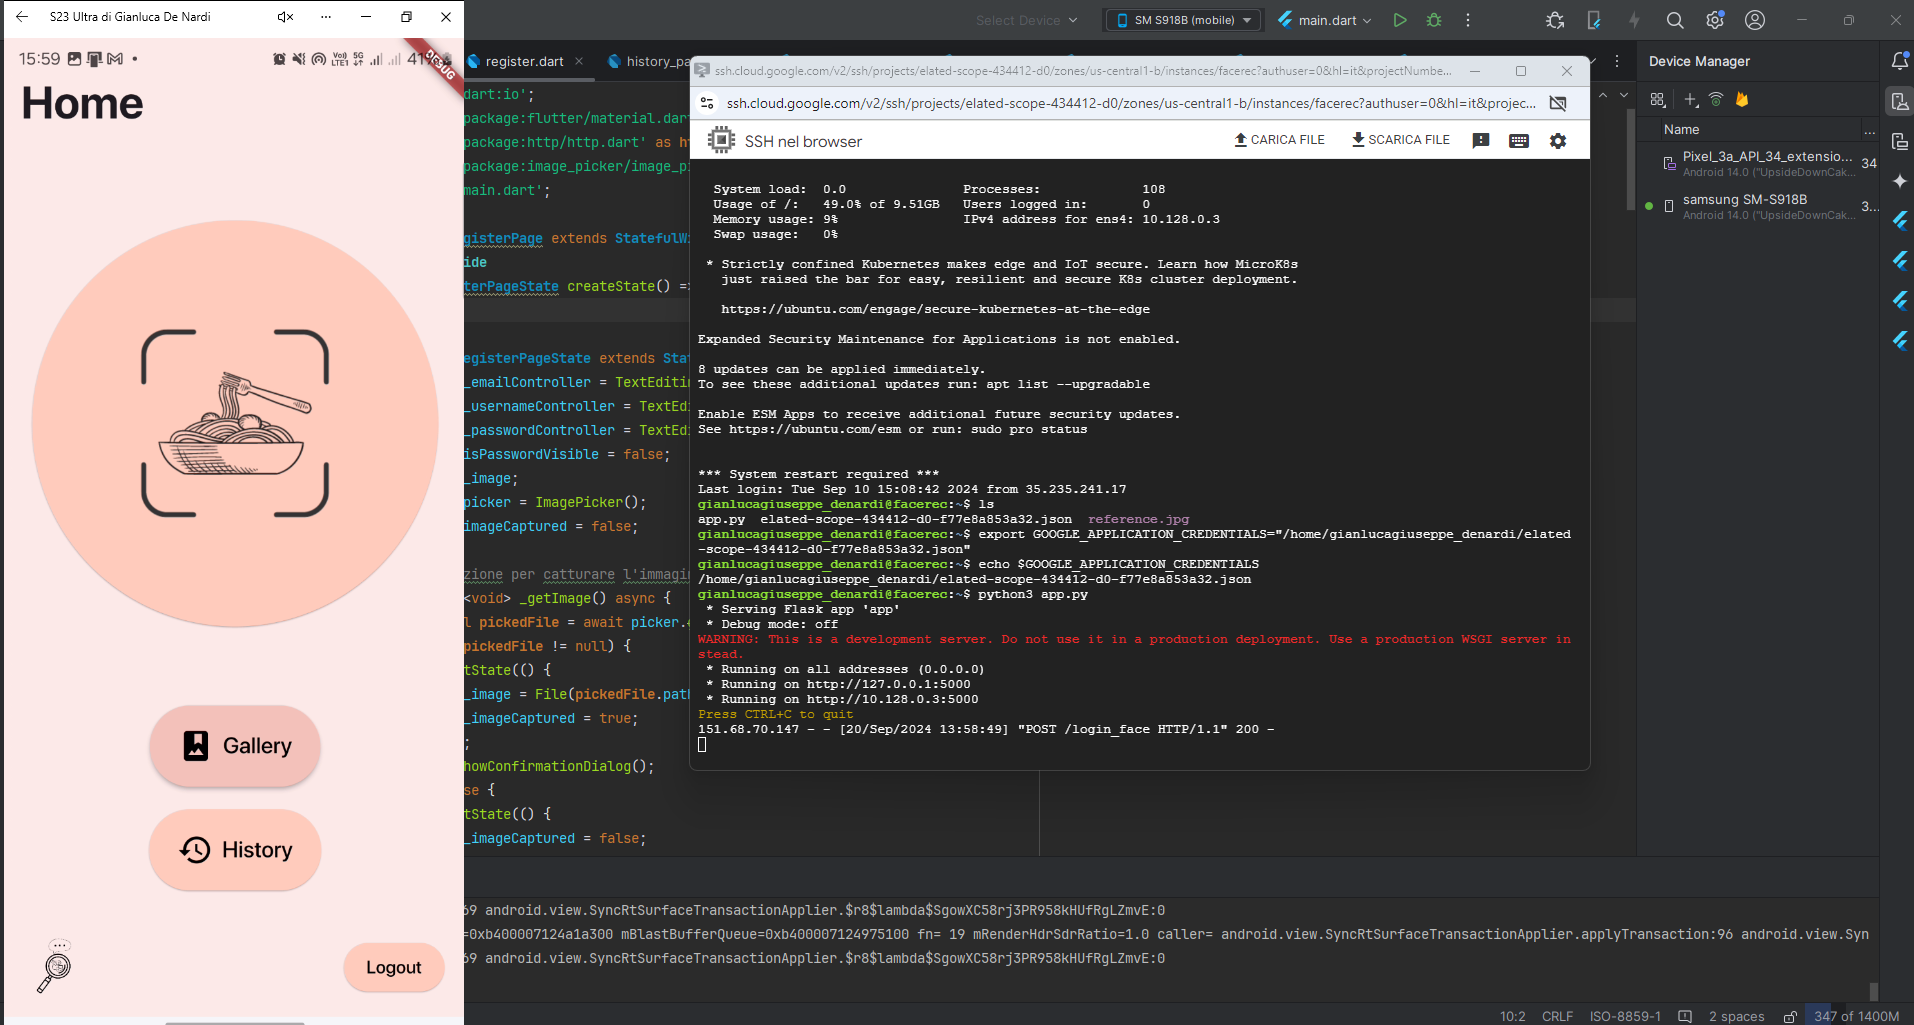 S23 Ultra di Gianluca De Nardi
15:59
41%
DEBUG
Home
Gallery
History
Logout
Select Device
SM S918B (mobile)
main.dart
register.dart
history_pa
dart:io';
package:flutter/material.dar
package:http/http.dart' as h
package:image_picker/image_p
main.dart';
gisterPage extends StatefulW
ide
terPageState createState() =>
egisterPageState extends Sta
_emailController = TextEditi
_usernameController = TextEd
_passwordController = TextEd
isPasswordVisible = false;
_image;
picker = ImagePicker();
imageCaptured = false;
zione per catturare l'immagi
<void> _getImage() async {
l pickedFile = await picker.
pickedFile != null) {
tState(() {
_image = File(pickedFile.pat
_imageCaptured = true;
;
howConfirmationDialog();
se {
tState(() {
_imageCaptured = false;
ssh.cloud.google.com/v2/ssh/projects/elated-scope-434412-d0/zones/us-central1-b/instances/facerec?authuser=0&hl=it&projectNumbe...
ssh.cloud.google.com/v2/ssh/projects/elated-scope-434412-d0/zones/us-central1-b/instances/facerec?authuser=0&hl=it&projec...
SSH nel browser
CARICA FILE
SCARICA FILE
System load: 0.0 Processes: 108
Usage of /: 49.0% of 9.51GB Users logged in: 0
Memory usage: 9% IPv4 address for ens4: 10.128.0.3
Swap usage: 0%
* Strictly confined Kubernetes makes edge and IoT secure. Learn how MicroK8s
just raised the bar for easy, resilient and secure K8s cluster deployment.
https://ubuntu.com/engage/secure-kubernetes-at-the-edge
Expanded Security Maintenance for Applications is not enabled.
8 updates can be applied immediately.
To see these additional updates run: apt list --upgradable
Enable ESM Apps to receive additional future security updates.
See https://ubuntu.com/esm or run: sudo pro status
*** System restart required ***
Last login: Tue Sep 10 15:08:42 2024 from 35.235.241.17
gianlucagiuseppe_denardi@facerec:~$ ls
app.py elated-scope-434412-d0-f77e8a853a32.json reference.jpg
gianlucagiuseppe_denardi@facerec:~$ export GOOGLE_APPLICATION_CREDENTIALS="/home/gianlucagiuseppe_denardi/elated
-scope-434412-d0-f77e8a853a32.json"
gianlucagiuseppe_denardi@facerec:~$ echo $GOOGLE_APPLICATION_CREDENTIALS
/home/gianlucagiuseppe_denardi/elated-scope-434412-d0-f77e8a853a32.json
gianlucagiuseppe_denardi@facerec:~$ python3 app.py
* Serving Flask app 'app'
* Debug mode: off
WARNING: This is a development server. Do not use it in a production deployment. Use a production WSGI server in
stead.
* Running on all addresses (0.0.0.0)
* Running on http://127.0.0.1:5000
* Running on http://10.128.0.3:5000
Press CTRL+C to quit
151.68.70.147 - - [20/Sep/2024 13:58:49] "POST /login_face HTTP/1.1" 200 -
Device Manager
Name ...
Pixel_3a_API_34_extensio... 34
Android 14.0 ("UpsideDownCak...
samsung SM-S918B 3...
Android 14.0 ("UpsideDownCak...
69 android.view.SyncRtSurfaceTransactionApplier.$r8$lambda$SgowXC58rj3PR958kHUfRgLZmvE:0
=0xb400007124a1a300 mBlastBufferQueue=0xb400007124975100 fn= 19 mRenderHdrSdrRatio=1.0 caller= android.view.SyncRtSurfaceTransactionApplier.applyTransaction:96 android.view.Syn
69 android.view.SyncRtSurfaceTransactionApplier.$r8$lambda$SgowXC58rj3PR958kHUfRgLZmvE:0
10:2 CRLF ISO-8859-1 2 spaces 347 of 1400M